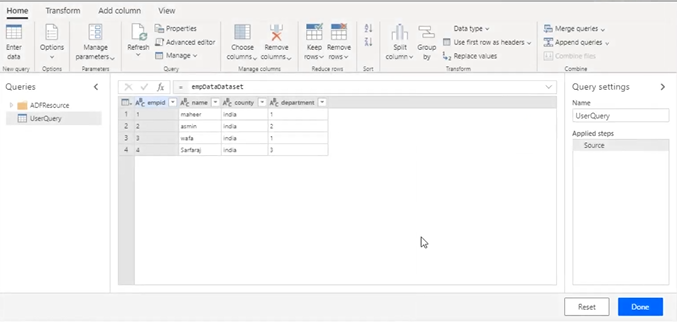 Home Transform Add column View
Enter data
Options
Manage parameters
Refresh
Properties
Advanced editor
Manage
Choose columns
Remove columns
Keep rows
Remove rows
Split column
Group by
Data type
Use first row as headers
Replace values
Merge queries
Append queries
Combine files
New query Options Parameters Query Manage columns Reduce rows Sort Transform Combine
Queries
ADFResource
UserQuery
fx = empDataDataset
empid name county department
1 1 maheer india 1
2 2 asmin india 2
3 3 wafa india 1
4 4 Sarfaraj india 3
Query settings
Name
UserQuery
Applied steps
Source
Reset Done